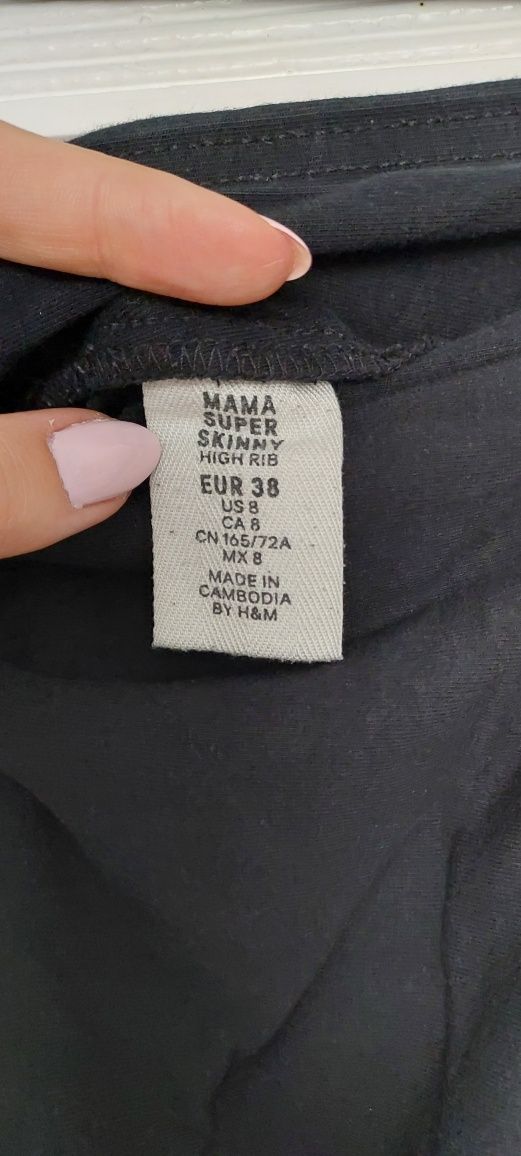 MAMA
SUPER
SKINNY
HIGH RIB
EUR 38
US 8
CA 8
CN 165/72A
MX 8
MADE IN
CAMBODIA
BY H&M